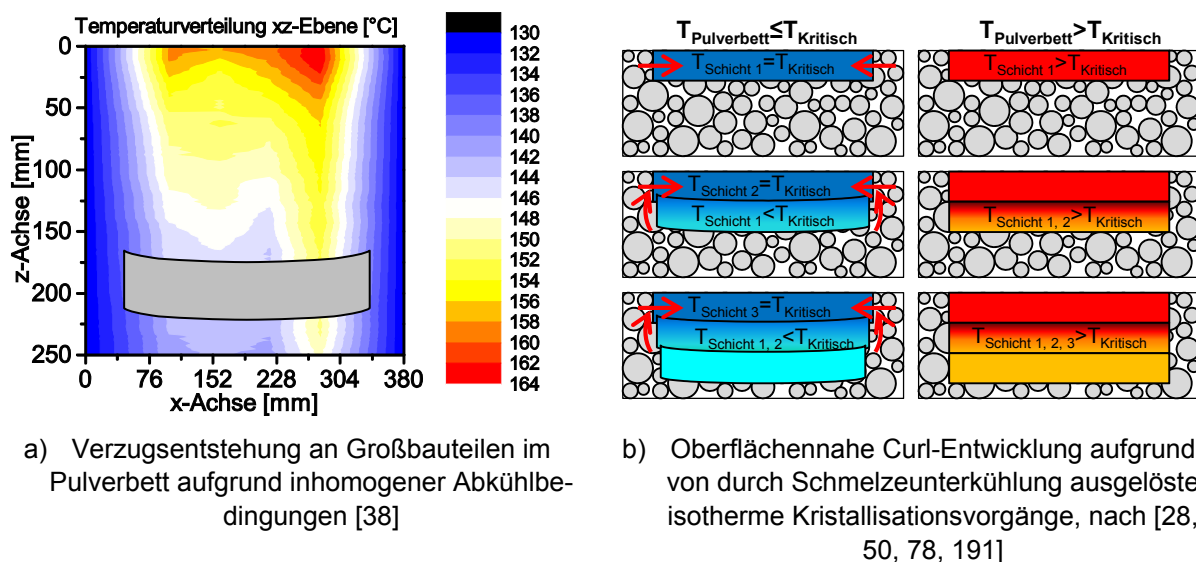 Temperaturverteilung xz-Ebene [°C]
0
50
100
150
200
250
z-Achse [mm]
0 76 152 228 304 380
x-Achse [mm]
130
132
134
136
138
140
142
144
146
148
150
152
154
156
158
160
162
164
a) Verzugsentstehung an Großbauteilen im
Pulverbett aufgrund inhomogener Abkühlbe-
dingungen [38]
TPulverbett≤TKritisch
TSchicht 1=TKritisch
TSchicht 2=TKritisch
TSchicht 1<TKritisch
TSchicht 3=TKritisch
TSchicht 1, 2<TKritisch
TPulverbett>TKritisch
TSchicht 1>TKritisch
TSchicht 1, 2>TKritisch
TSchicht 1, 2, 3>TKritisch
b) Oberflächennahe Curl-Entwicklung aufgrund
von durch Schmelzeunterkühlung ausgelöste
isotherme Kristallisationsvorgänge, nach [28,
50, 78, 191]